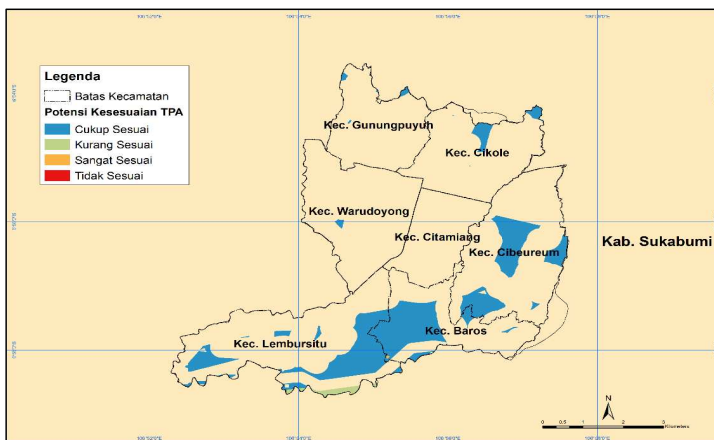 Legenda
Batas Kecamatan
Potensi Kesesuaian TPA
Cukup Sesuai
Kurang Sesuai
Sangat Sesuai
Tidak Sesuai
Kec. Gunungpuyuh
Kec. Cikole
Kec. Warudoyong
Kec. Citamiang
Kab. Sukabumi
Kec. Cibeureum
Kec. Baros
Kec. Lembursitu
N
0 0.5 1 2 3
Kilometers